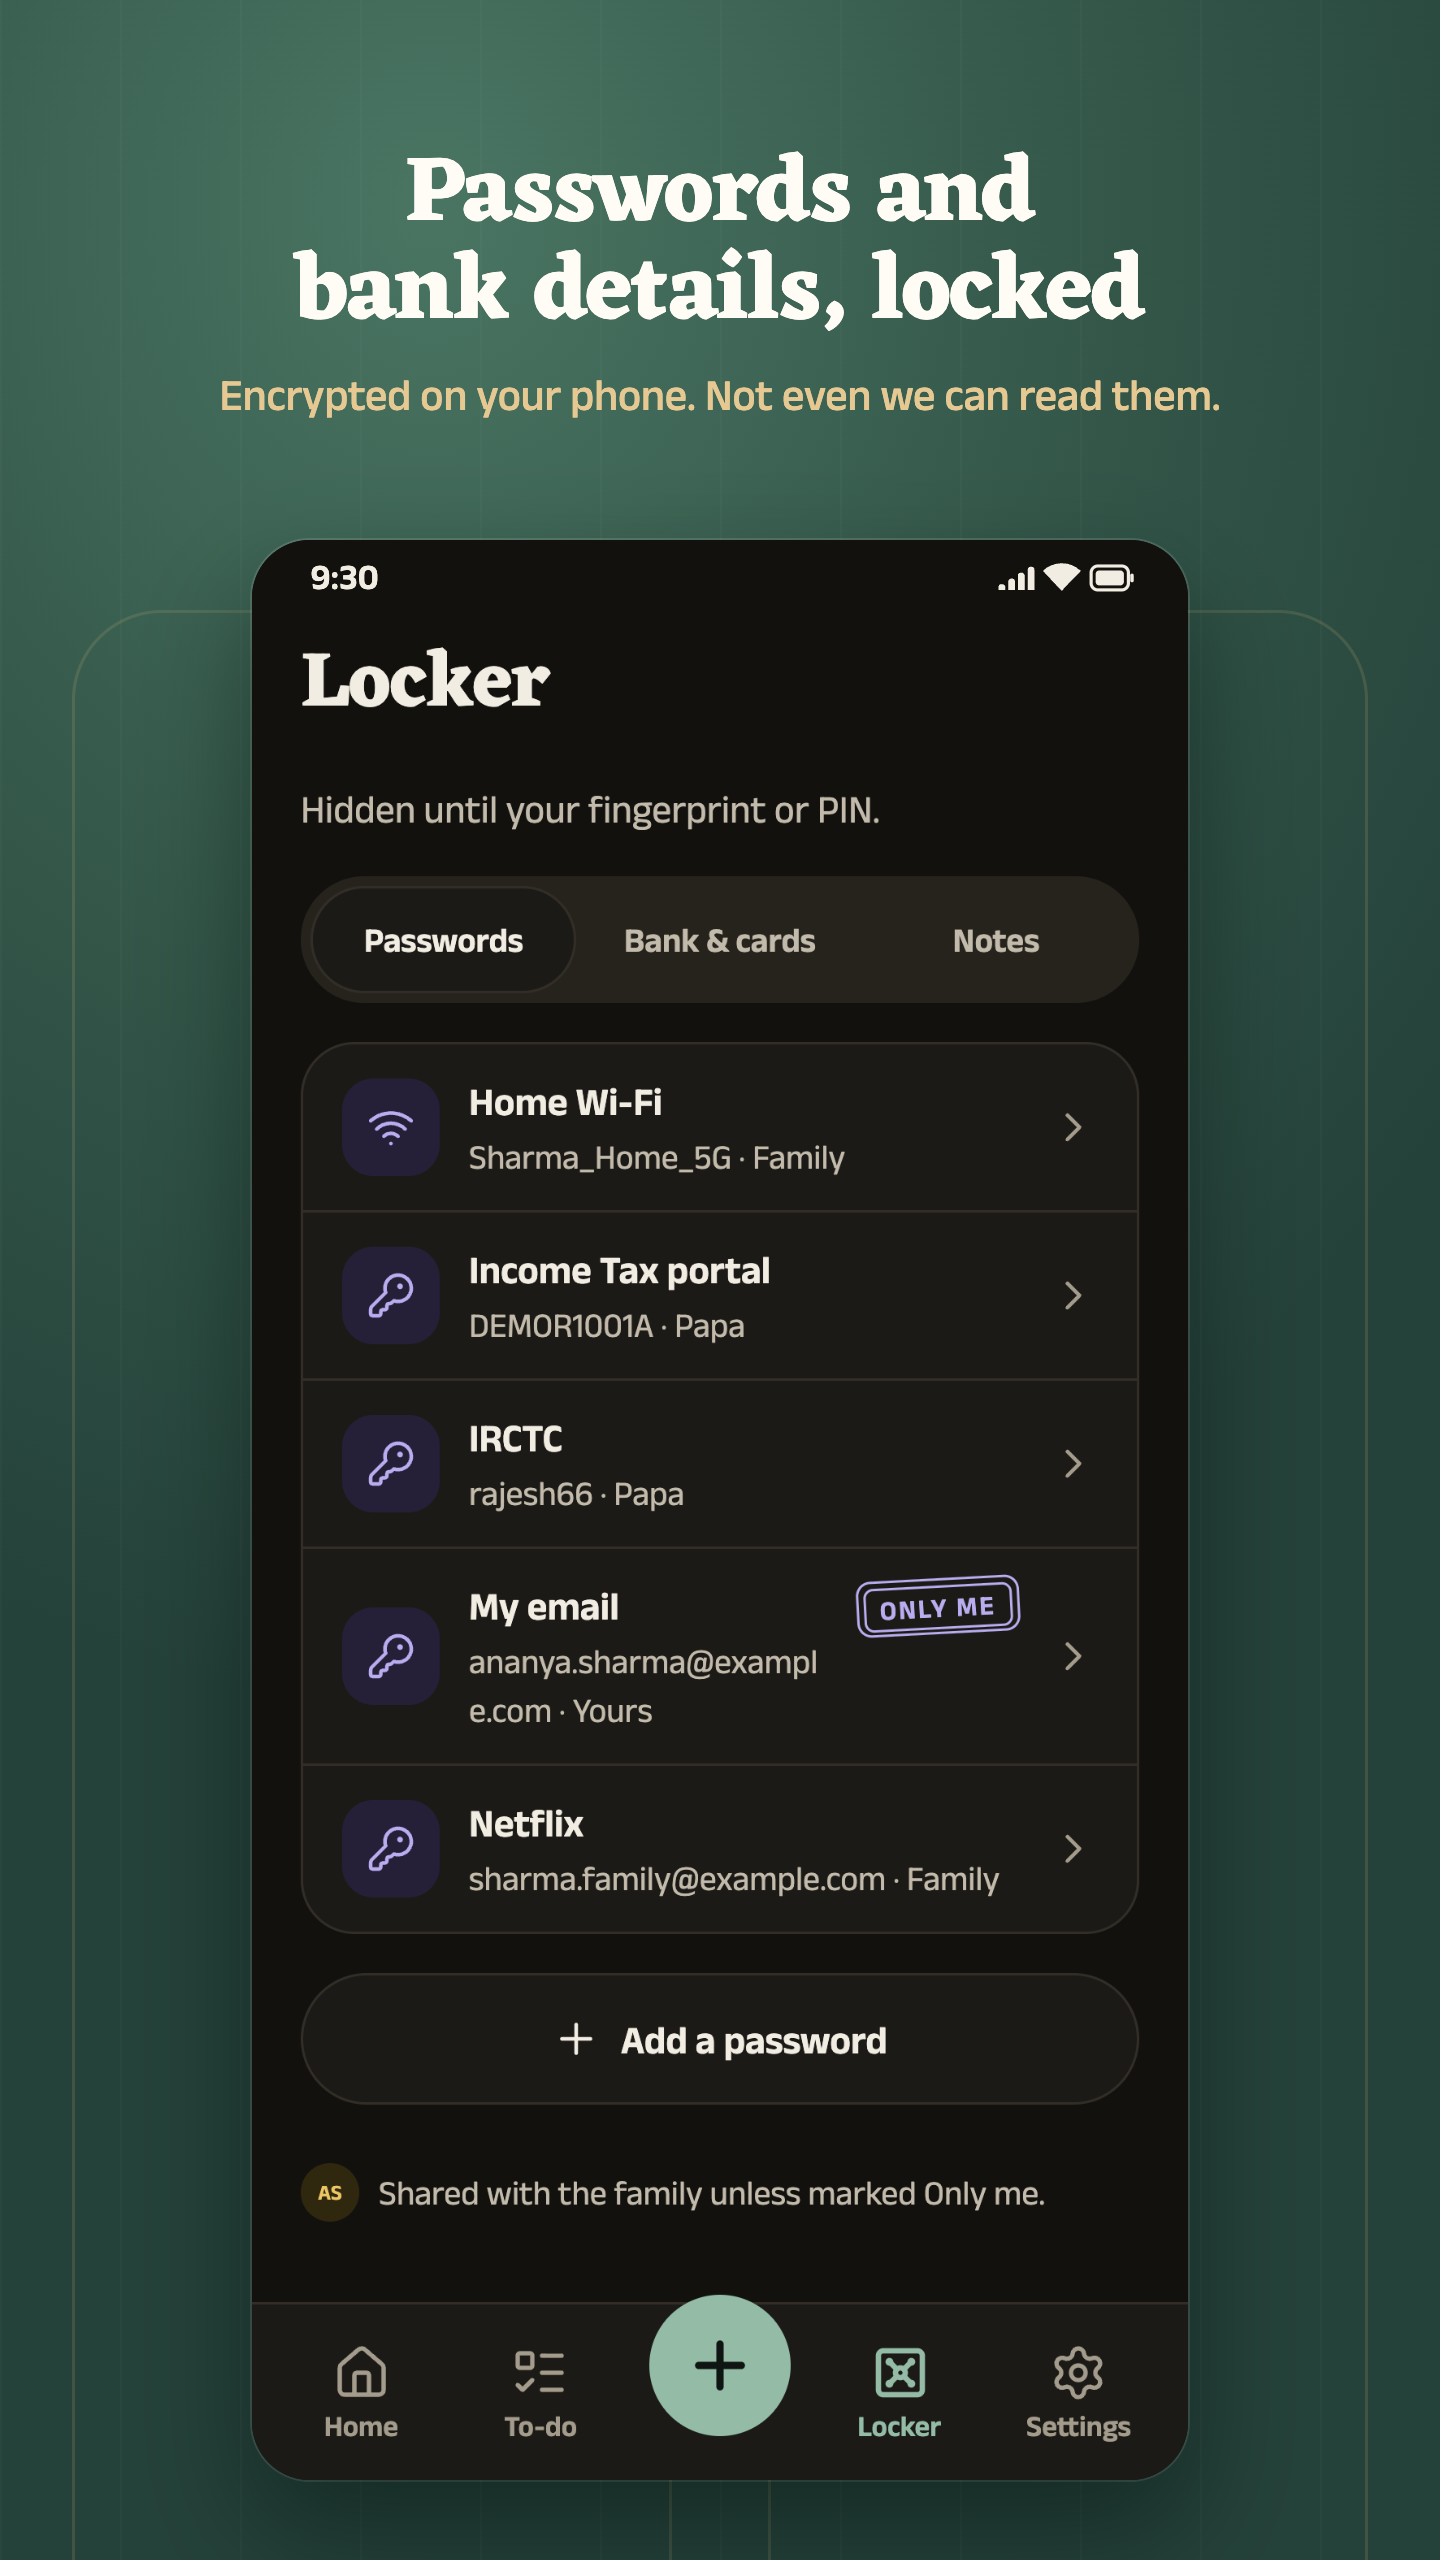 Passwords and
bank details, locked
Encrypted on your phone. Not even we can read them.
9:30
Locker
Hidden until your fingerprint or PIN.
Passwords
Bank & cards
Notes
Home Wi-Fi
Sharma_Home_5G · Family
Income Tax portal
DEMOR1001A · Papa
IRCTC
rajesh66 · Papa
My email
ONLY ME
ananya.sharma@exampl
e.com · Yours
Netflix
sharma.family@example.com · Family
+ Add a password
AS Shared with the family unless marked Only me.
Home
To-do
Locker
Settings